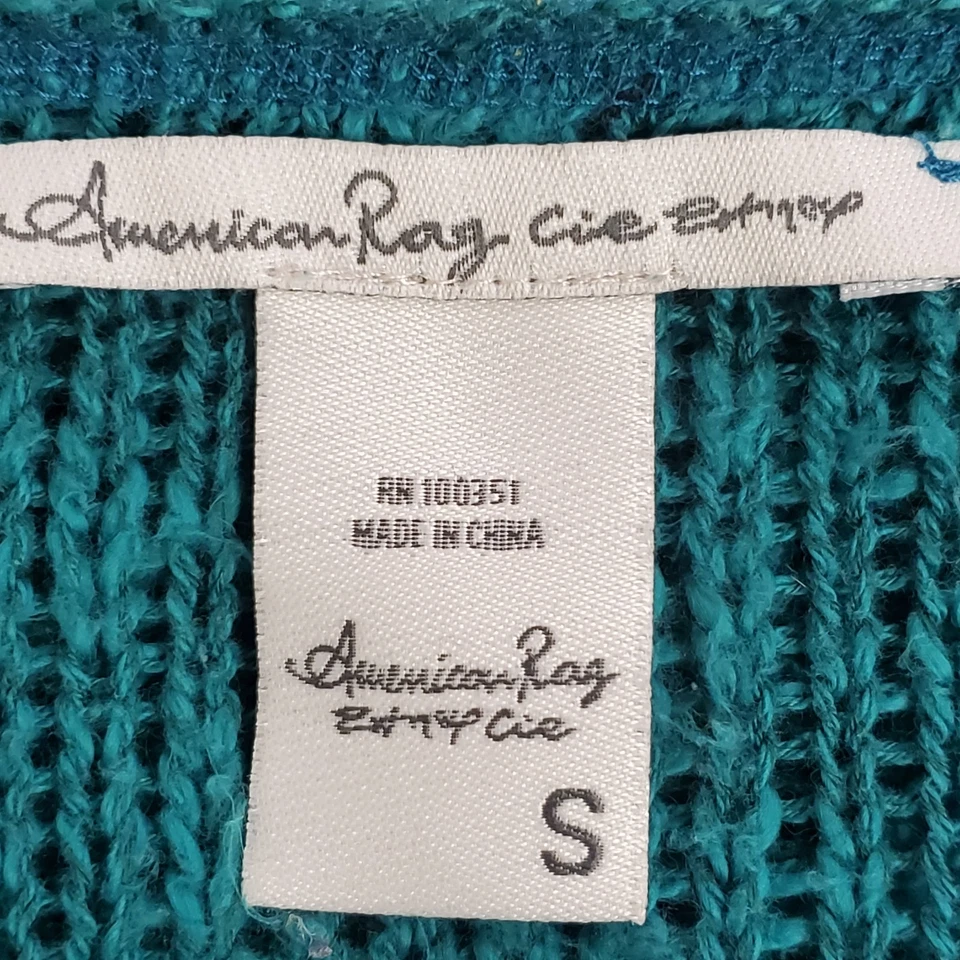 American Rag Cie
RN 100351
MADE IN CHINA
American Rag
Cie
S